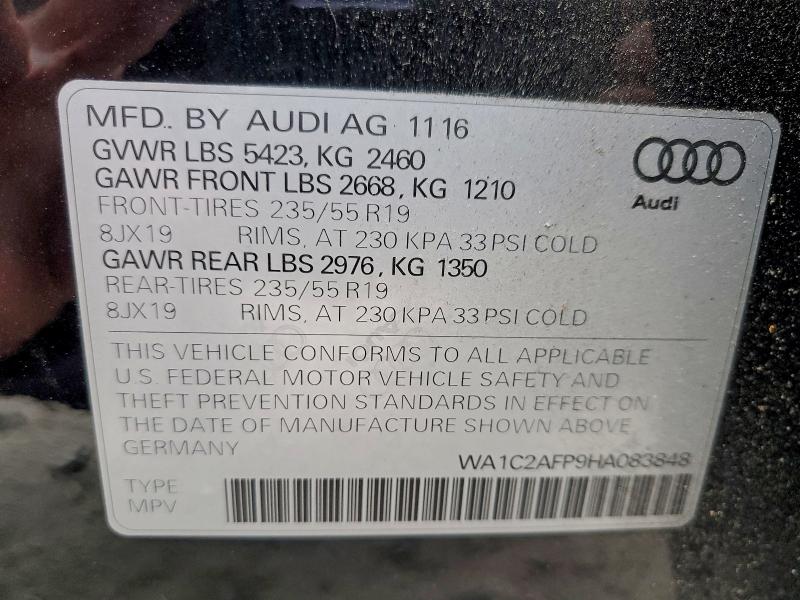 MFD. BY AUDI AG 11 16
GVWR LBS 5423, KG 2460
GAWR FRONT LBS 2668, KG 1210
FRONT-TIRES 235/55 R19
8JX19 RIMS, AT 230 KPA 33 PSI COLD
GAWR REAR LBS 2976, KG 1350
REAR-TIRES 235/55 R19
8JX19 RIMS, AT 230 KPA 33 PSI COLD
Audi
THIS VEHICLE CONFORMS TO ALL APPLICABLE
U.S. FEDERAL MOTOR VEHICLE SAFETY AND
THEFT PREVENTION STANDARDS IN EFFECT ON
THE DATE OF MANUFACTURE SHOWN ABOVE
GERMANY
WA1C2AFP9HA083848
TYPE
MPV